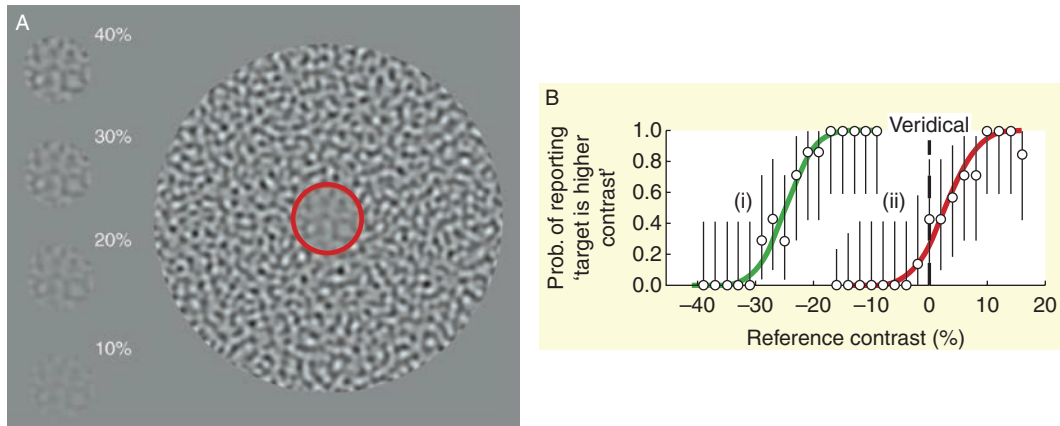 A
40%
30%
20%
10%
B
Prob. of reporting
‘target is higher
contrast’
1.0
0.8
0.6
0.4
0.2
0.0
Veridical
(i)
(ii)
−40 −30 −20 −10 0 10 20
Reference contrast (%)